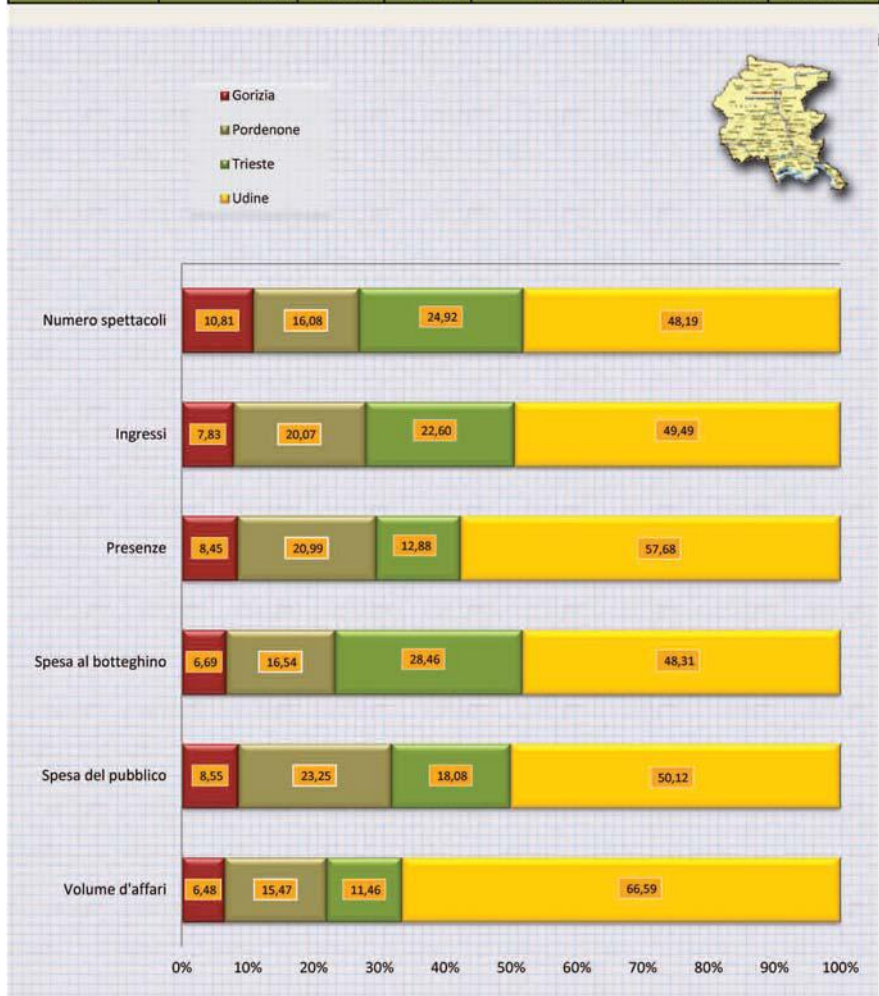 Gorizia
Pordenone
Trieste
Udine
Numero spettacoli 10,81 16,08 24,92 48,19
Ingressi 7,83 20,07 22,60 49,49
Presenze 8,45 20,99 12,88 57,68
Spesa al botteghino 6,69 16,54 28,46 48,31
Spesa del pubblico 8,55 23,25 18,08 50,12
Volume d'affari 6,48 15,47 11,46 66,59
0% 10% 20% 30% 40% 50% 60% 70% 80% 90% 100%